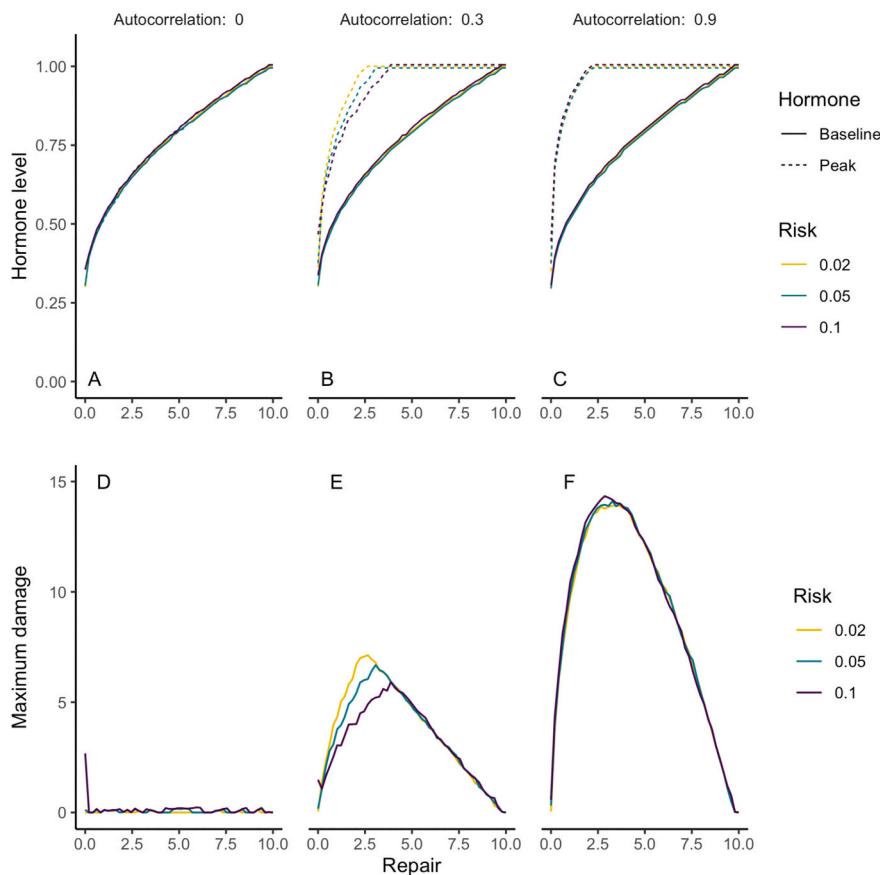 Autocorrelation: 0
Autocorrelation: 0.3
Autocorrelation: 0.9
Hormone level
1.00
0.75
0.50
0.25
0.00
A
B
C
0.0 2.5 5.0 7.5 10.0
0.0 2.5 5.0 7.5 10.0
0.0 2.5 5.0 7.5 10.0
Hormone
Baseline
Peak
Risk
0.02
0.05
0.1
Maximum damage
15
10
5
0
D
E
F
0.0 2.5 5.0 7.5 10.0
0.0 2.5 5.0 7.5 10.0
0.0 2.5 5.0 7.5 10.0
Repair
Risk
0.02
0.05
0.1